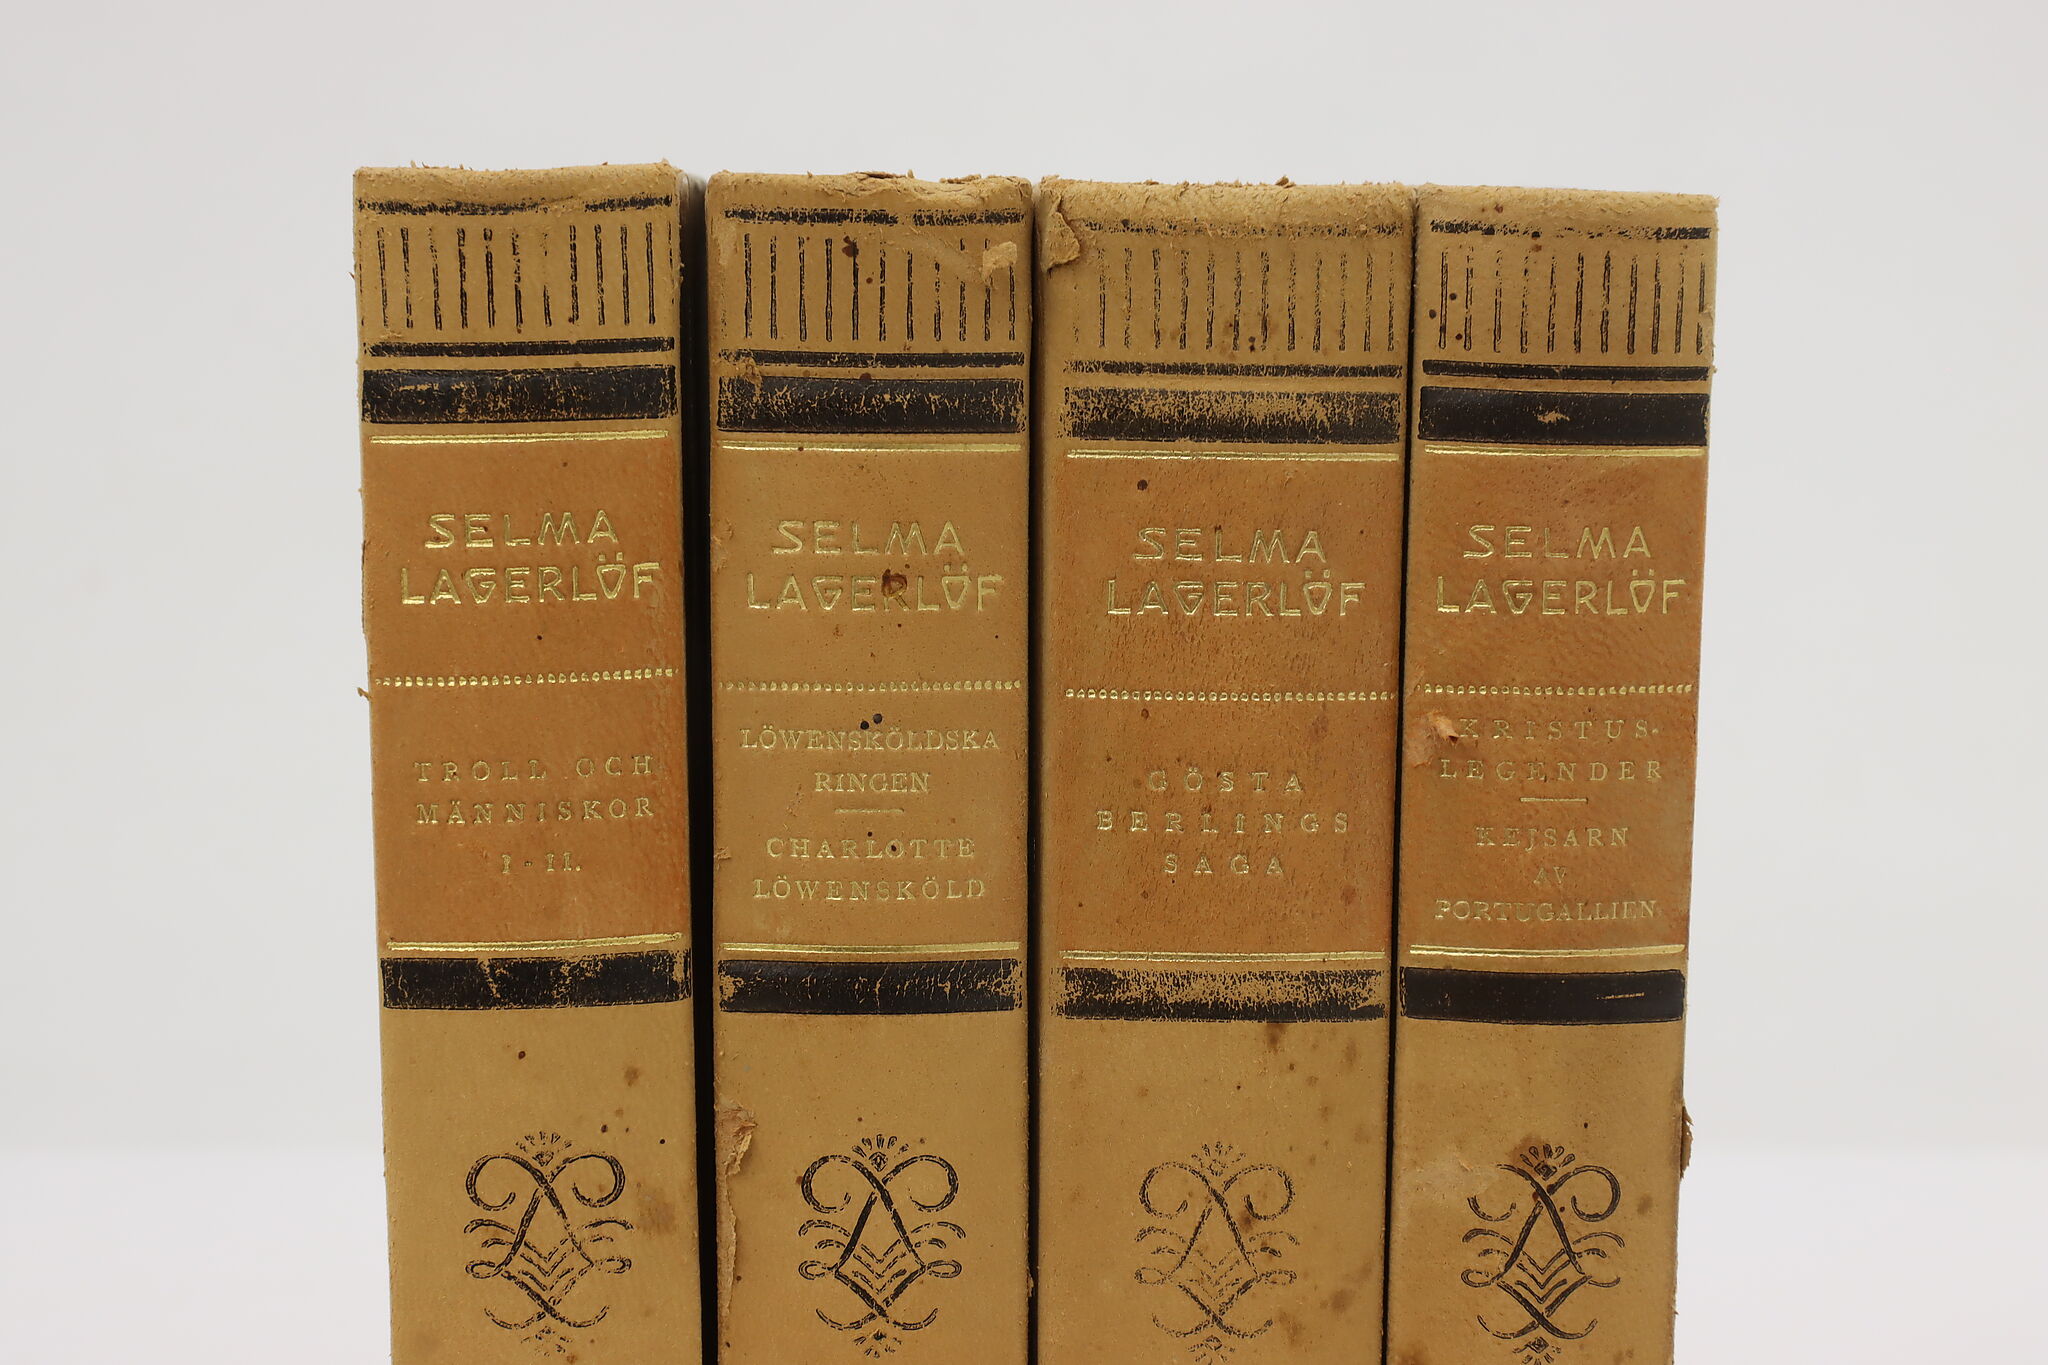 SELMA
LAGERLÖF
TROLL OCH
MÄNNISKOR
I - II.
SELMA
LAGERLÖF
LÖWENSKÖLDSKA
RINGEN
CHARLOTTE
LÖWENSKÖLD
SELMA
LAGERLÖF
GÖSTA
BERLINGS
SAGA
SELMA
LAGERLÖF
KRISTUS-
LEGENDER
KEJSARN
AV
PORTUGALLIEN